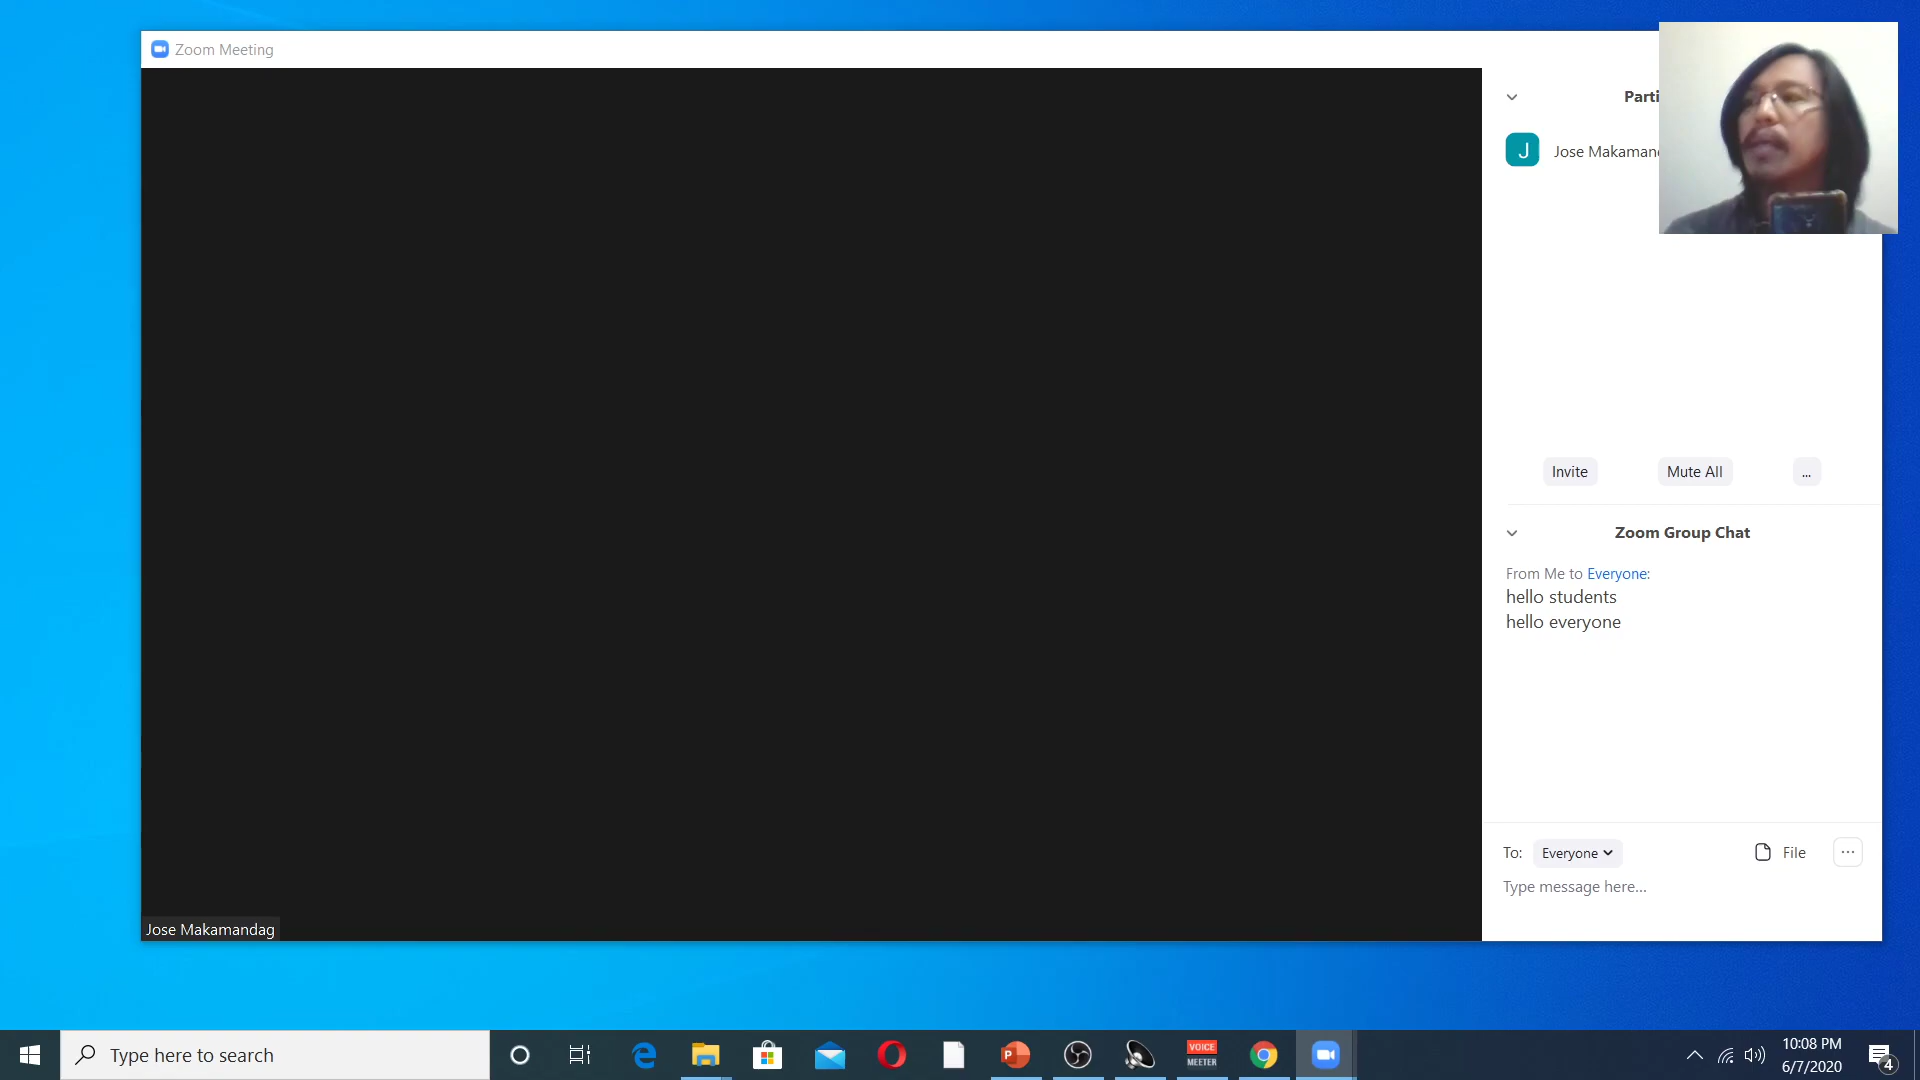 Zoom Meeting
Parti
J
Jose Makaman
Invite
Mute All
...
Zoom Group Chat
From Me to Everyone:
hello students
hello everyone
To: Everyone
File
...
Type message here...
Jose Makamandag
Type here to search
P
VOICE
MEETER
10:08 PM
6/7/2020
4